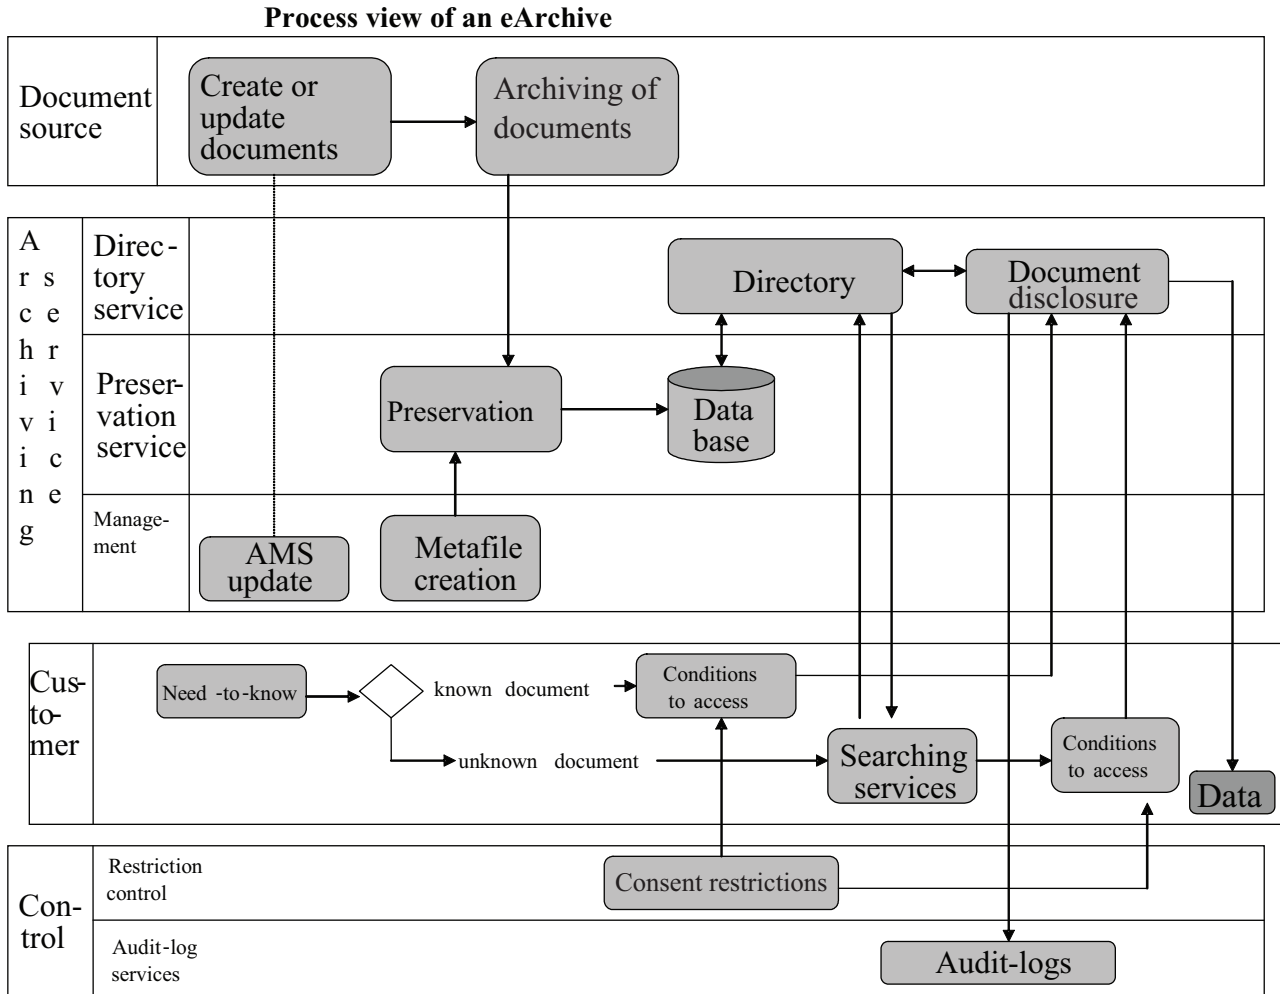 Process view of an eArchive
Document
source
Create or
update
documents
Archiving of
documents
Archiving
service
Direc-
tory
service
Directory
Document
disclosure
Preser-
vation
service
Preservation
Data
base
Manage-
ment
AMS
update
Metafile
creation
Cus-
to-
mer
Need -to-know
known document
Conditions
to access
unknown document
Searching
services
Conditions
to access
Data
Con-
trol
Restriction
control
Consent restrictions
Audit-log
services
Audit-logs